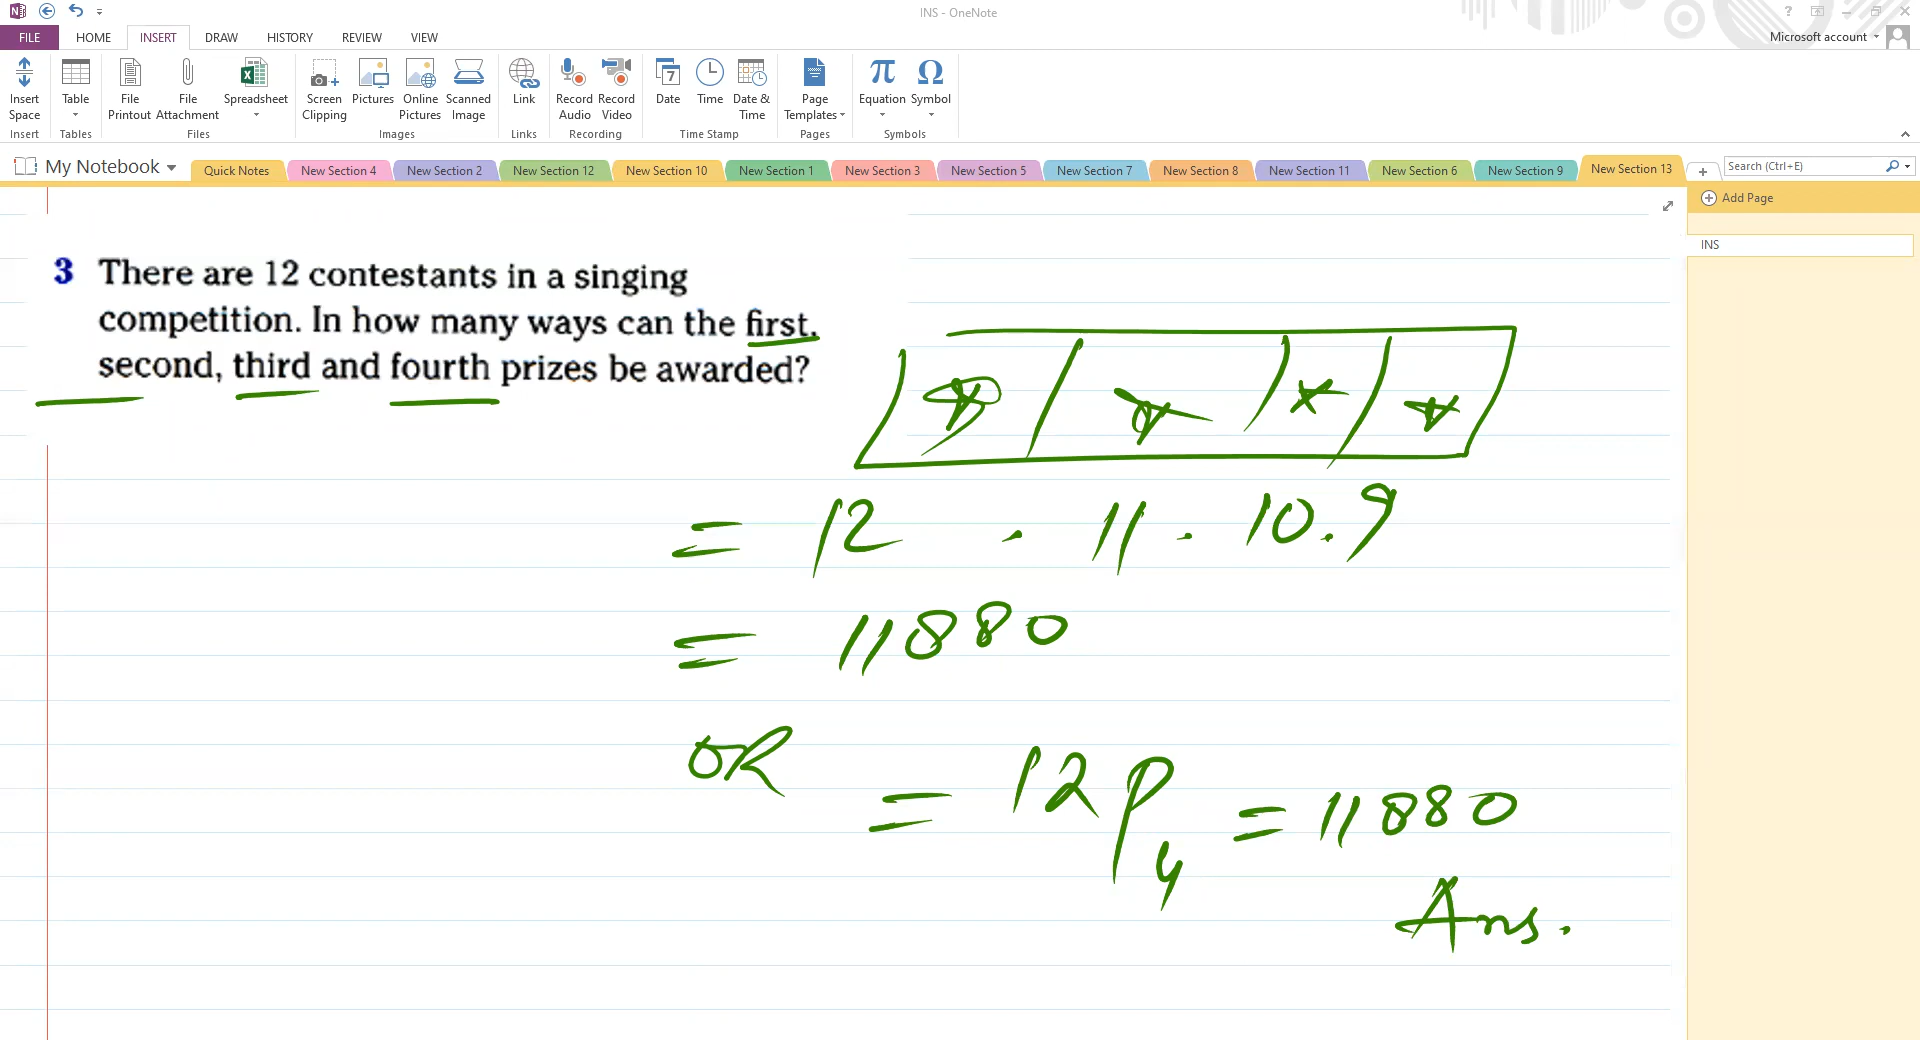 INS - OneNote
?
FILE HOME INSERT DRAW HISTORY REVIEW VIEW
Microsoft account
Insert Space
Table
File Printout
File Attachment
Spreadsheet
Screen Clipping
Pictures
Online Pictures
Scanned Image
Link
Record Audio
Record Video
7
Date
Time
Date & Time
Page Templates
π
Equation
Ω
Symbol
Insert Tables Files Images Links Recording Time Stamp Pages Symbols
My Notebook Quick Notes New Section 4 New Section 2 New Section 12 New Section 10 New Section 1 New Section 3 New Section 5 New Section 7 New Section 8 New Section 11 New Section 6 New Section 9 New Section 13 + Search (Ctrl+E)
Add Page
INS
3 There are 12 contestants in a singing
competition. In how many ways can the first,
second, third and fourth prizes be awarded?
= 12 . 11 . 10 . 9
= 11880
OR = 12P4 = 11880
Ans.